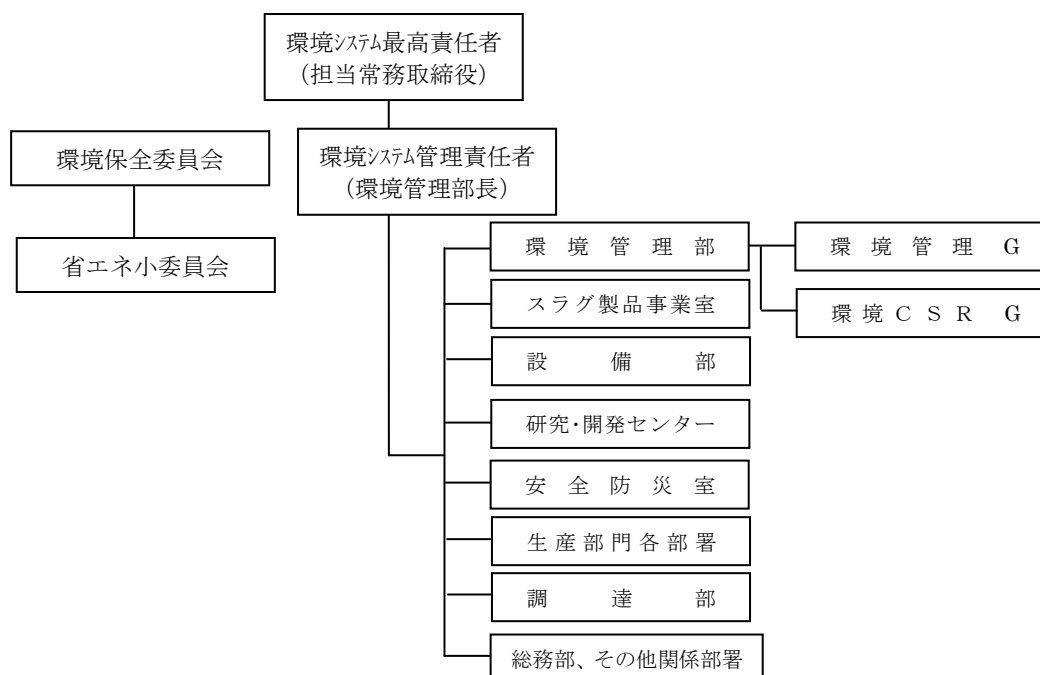 環境ｼｽﾃﾑ最高責任者
（担当常務取締役）
環境保全委員会
環境ｼｽﾃﾑ管理責任者
（環境管理部長）
省エネ小委員会
環境管理部
環境管理G
スラグ製品事業室
環境ＣＳＲG
設備部
研究・開発センター
安全防災室
生産部門各部署
調達部
総務部、その他関係部署